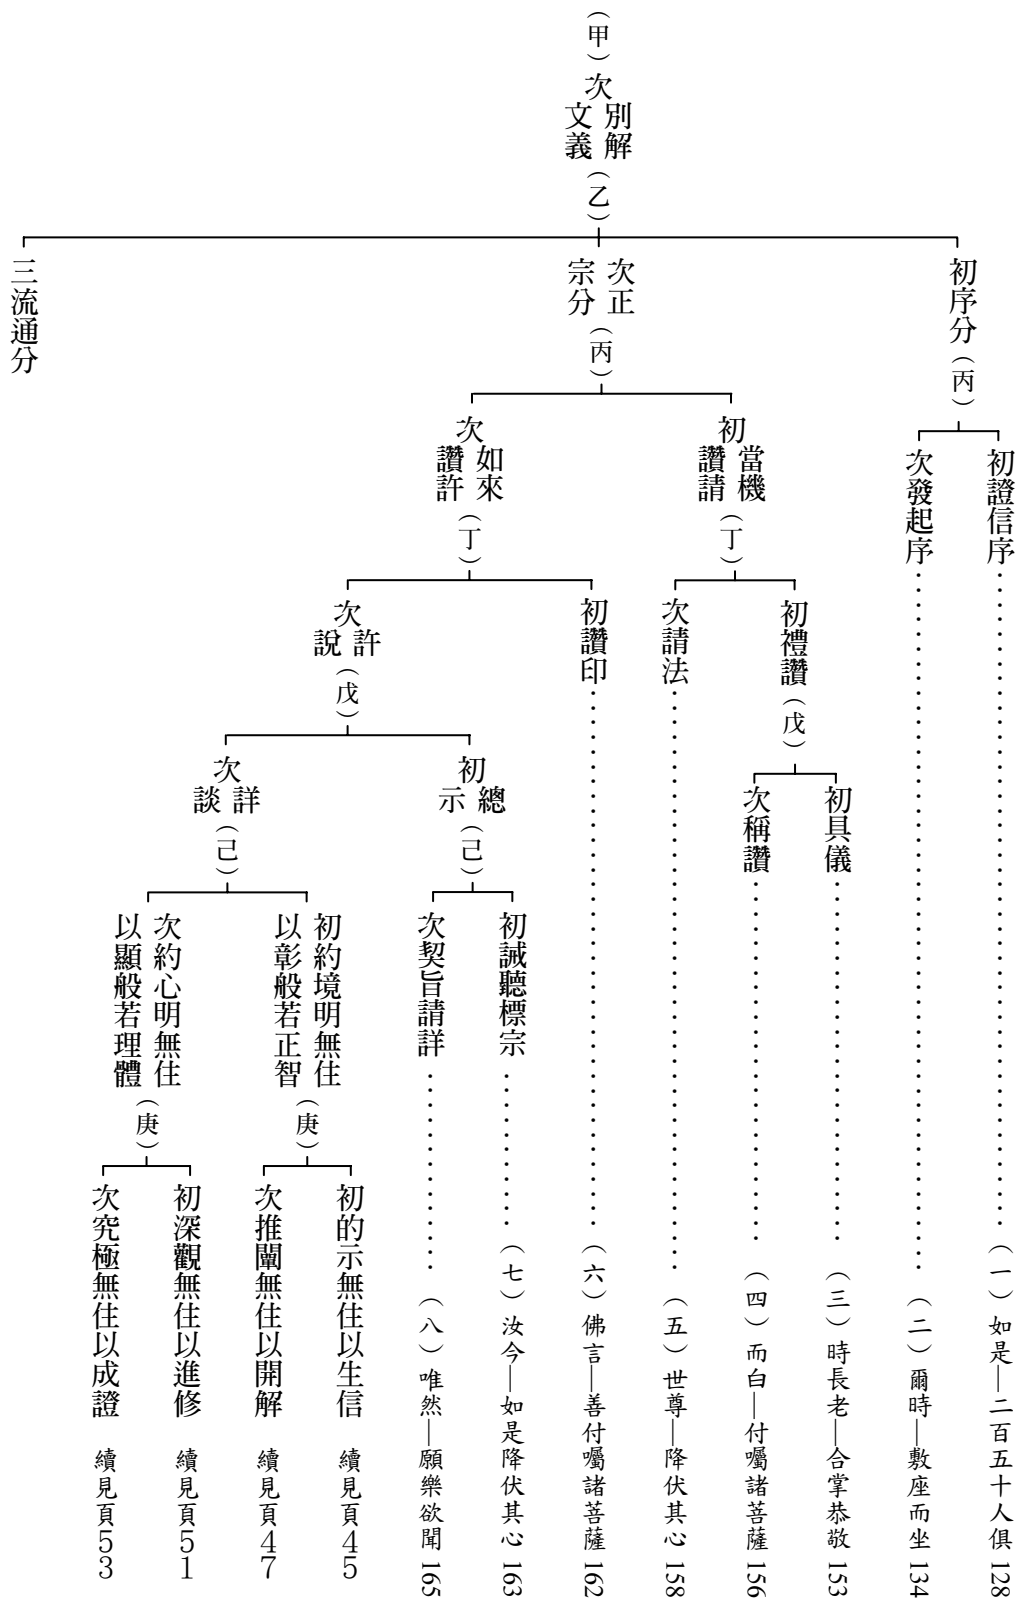 （甲）次別解文義（乙）
初序分（丙）
初證信序……（一）如是—二百五十人俱 128
次發起序……（二）爾時—敷座而坐 134
次正宗分（丙）
初當機讚請（丁）
初禮讚（戊）
初具儀……（三）時長老—合掌恭敬 153
次稱讚……（四）而白—付囑諸菩薩 156
次請法……（五）世尊—降伏其心 158
次如來讚許（丁）
初讚印……（六）佛言—善付囑諸菩薩 162
次許說（戊）
初總示（己）
初誡聽標宗……（七）汝今—如是降伏其心 163
次契旨請詳……（八）唯然—願樂欲聞 165
次詳談（己）
初約境明無住以彰般若正智（庚）
初的示無住以生信 續見頁45
次推闡無住以開解 續見頁47
次約心明無住以顯般若理體（庚）
初深觀無住以進修 續見頁51
次究極無住以成證 續見頁53
三流通分